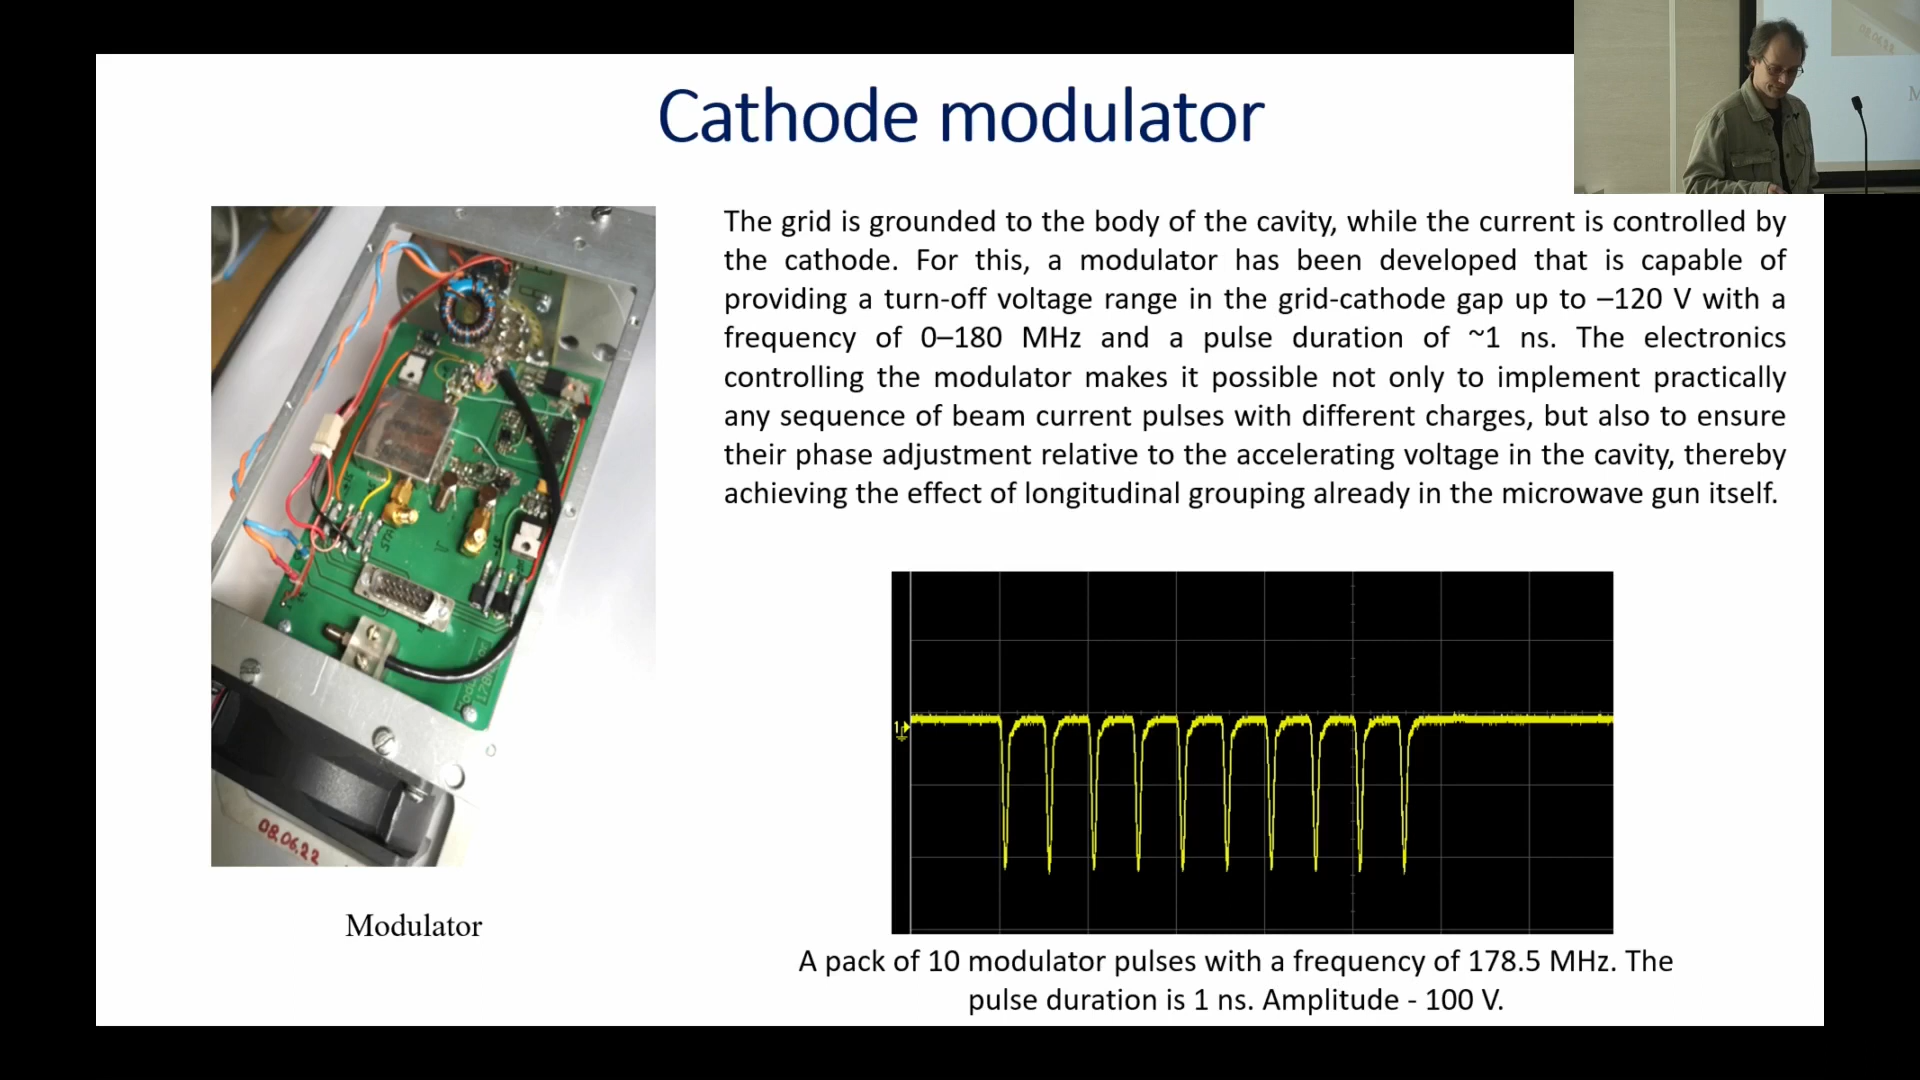 Cathode modulator
The grid is grounded to the body of the cavity, while the current is controlled by
the cathode. For this, a modulator has been developed that is capable of
providing a turn-off voltage range in the grid-cathode gap up to –120 V with a
frequency of 0–180 MHz and a pulse duration of ~1 ns. The electronics
controlling the modulator makes it possible not only to implement practically
any sequence of beam current pulses with different charges, but also to ensure
their phase adjustment relative to the accelerating voltage in the cavity, thereby
achieving the effect of longitudinal grouping already in the microwave gun itself.
08.06.22
Modulator
1
A pack of 10 modulator pulses with a frequency of 178.5 MHz. The
pulse duration is 1 ns. Amplitude - 100 V.